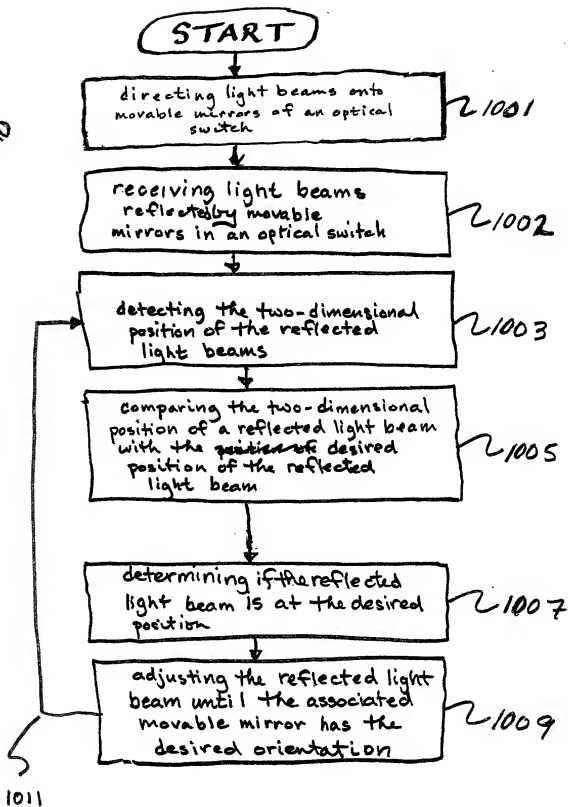 START
directing light beams onto
movable mirrors of an optical
switch
1001
receiving light beams
reflected by movable
mirrors in an optical switch
1002
detecting the two-dimensional
position of the reflected
light beams
1003
comparing the two-dimensional
position of a reflected light beam
with the desired
position of the reflected
light beam
1005
determining if the reflected
light beam is at the desired
position
1007
adjusting the reflected light
beam until the associated
movable mirror has the
desired orientation
1009
1011